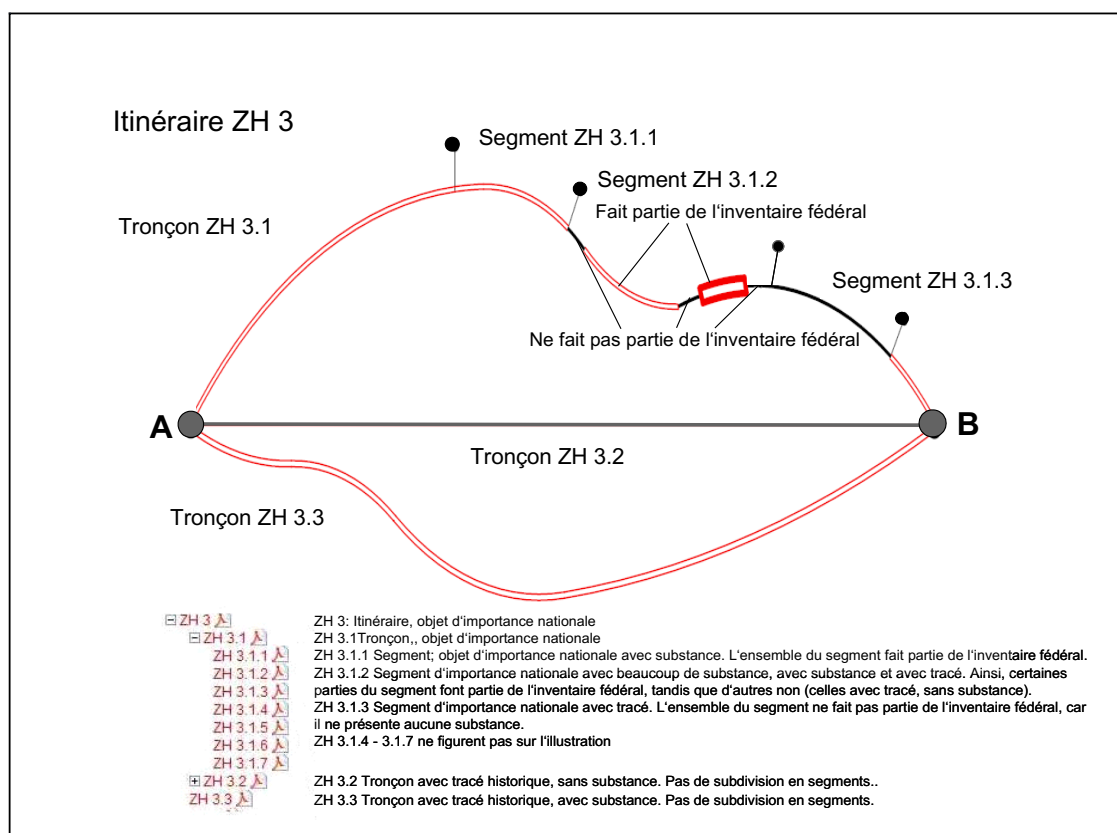 Itinéraire ZH 3
Segment ZH 3.1.1
Segment ZH 3.1.2
Fait partie de l'inventaire fédéral
Tronçon ZH 3.1
Segment ZH 3.1.3
Ne fait pas partie de l'inventaire fédéral
A
B
Tronçon ZH 3.2
Tronçon ZH 3.3
ZH 3 ZH 3: Itinéraire, objet d'importance nationale
ZH 3.1 ZH 3.1Tronçon,, objet d'importance nationale
ZH 3.1.1 ZH 3.1.1 Segment; objet d'importance nationale avec substance. L'ensemble du segment fait partie de l'inventaire fédéral.
ZH 3.1.2 ZH 3.1.2 Segment d'importance nationale avec beaucoup de substance, avec substance et avec tracé. Ainsi, certaines
ZH 3.1.3 parties du segment font partie de l'inventaire fédéral, tandis que d'autres non (celles avec tracé, sans substance).
ZH 3.1.4 ZH 3.1.3 Segment d'importance nationale avec tracé. L'ensemble du segment ne fait pas partie de l'inventaire fédéral, car
ZH 3.1.5 il ne présente aucune substance.
ZH 3.1.6 ZH 3.1.4 - 3.1.7 ne figurent pas sur l'illustration
ZH 3.1.7
ZH 3.2 ZH 3.2 Tronçon avec tracé historique, sans substance. Pas de subdivision en segments..
ZH 3.3 ZH 3.3 Tronçon avec tracé historique, avec substance. Pas de subdivision en segments.